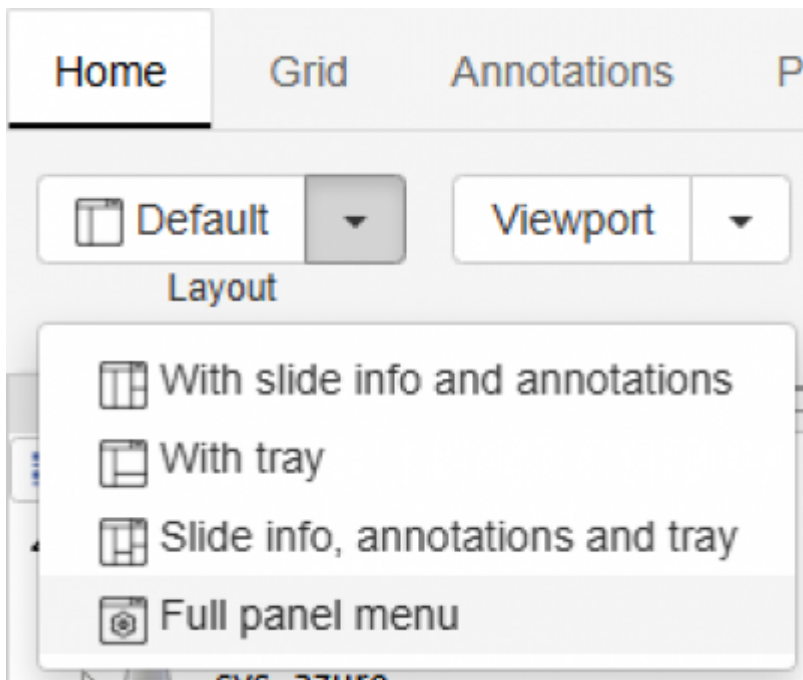 Home Grid Annotations P
Default Viewport
Layout
With slide info and annotations
With tray
Slide info, annotations and tray
Full panel menu